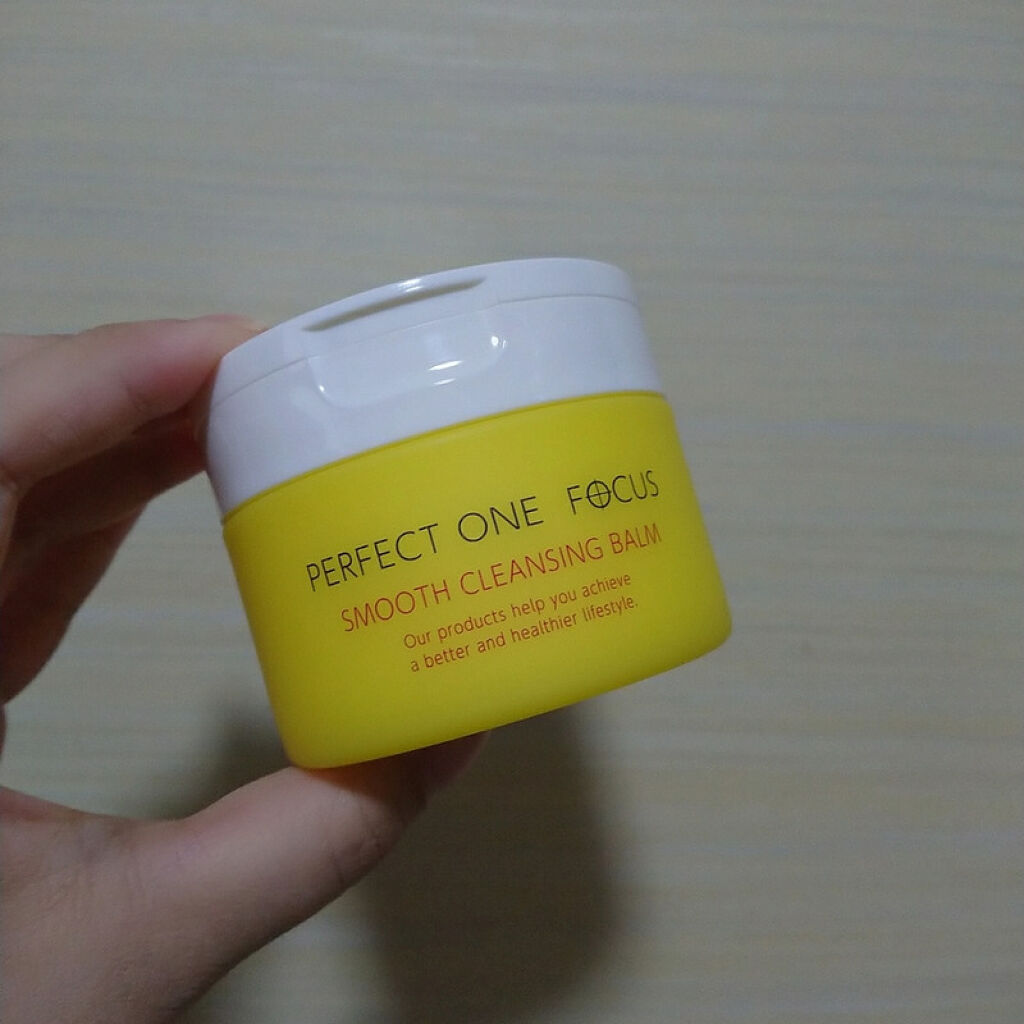 PERFECT ONE FOCUS
SMOOTH CLEANSING BALM
Our products help you achieve
a better and healthier lifestyle.